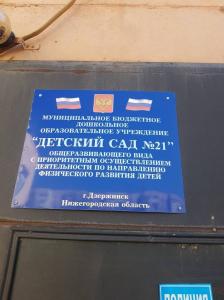 МУНИЦИПАЛЬНОЕ БЮДЖЕТНОЕ
ДОШКОЛЬНОЕ
ОБРАЗОВАТЕЛЬНОЕ УЧРЕЖДЕНИЕ
"ДЕТСКИЙ САД №21"
ОБЩЕРАЗВИВАЮЩЕГО ВИДА
С ПРИОРИТЕТНЫМ ОСУЩЕСТВЛЕНИЕМ
ДЕЯТЕЛЬНОСТИ ПО НАПРАВЛЕНИЮ
ФИЗИЧЕСКОГО РАЗВИТИЯ ДЕТЕЙ
г.Дзержинск
Нижегородская область
ПОЛИЦИЯ